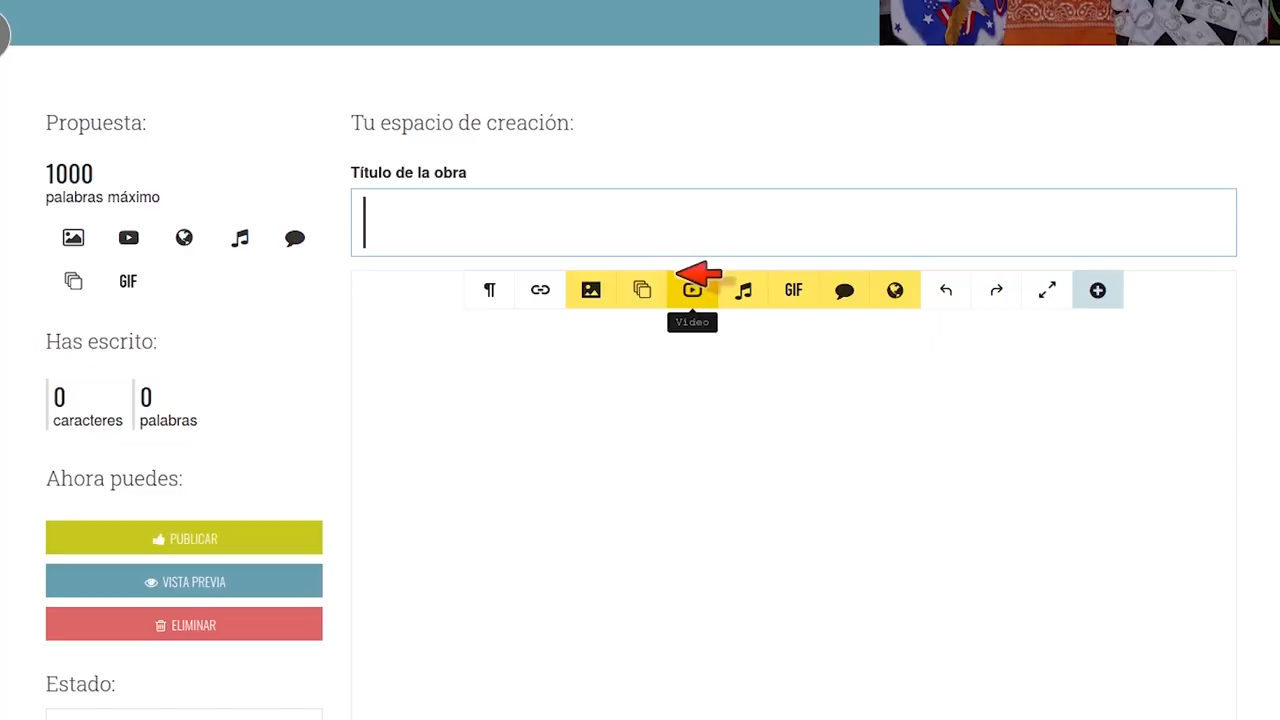 Propuesta:
1000
palabras máximo
GIF
Has escrito:
0
caracteres
0
palabras
Ahora puedes:
PUBLICAR
VISTA PREVIA
ELIMINAR
Estado:
Tu espacio de creación:
Título de la obra
GIF
Video